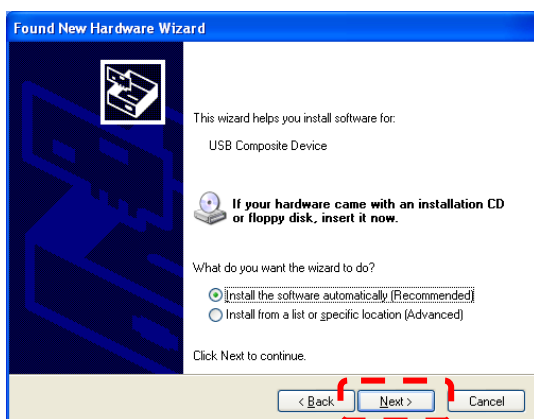 Found New Hardware Wizard
This wizard helps you install software for:
USB Composite Device
If your hardware came with an installation CD
or floppy disk, insert it now.
What do you want the wizard to do?
Install the software automatically (Recommended)
Install from a list or specific location (Advanced)
Click Next to continue.
< Back Next > Cancel